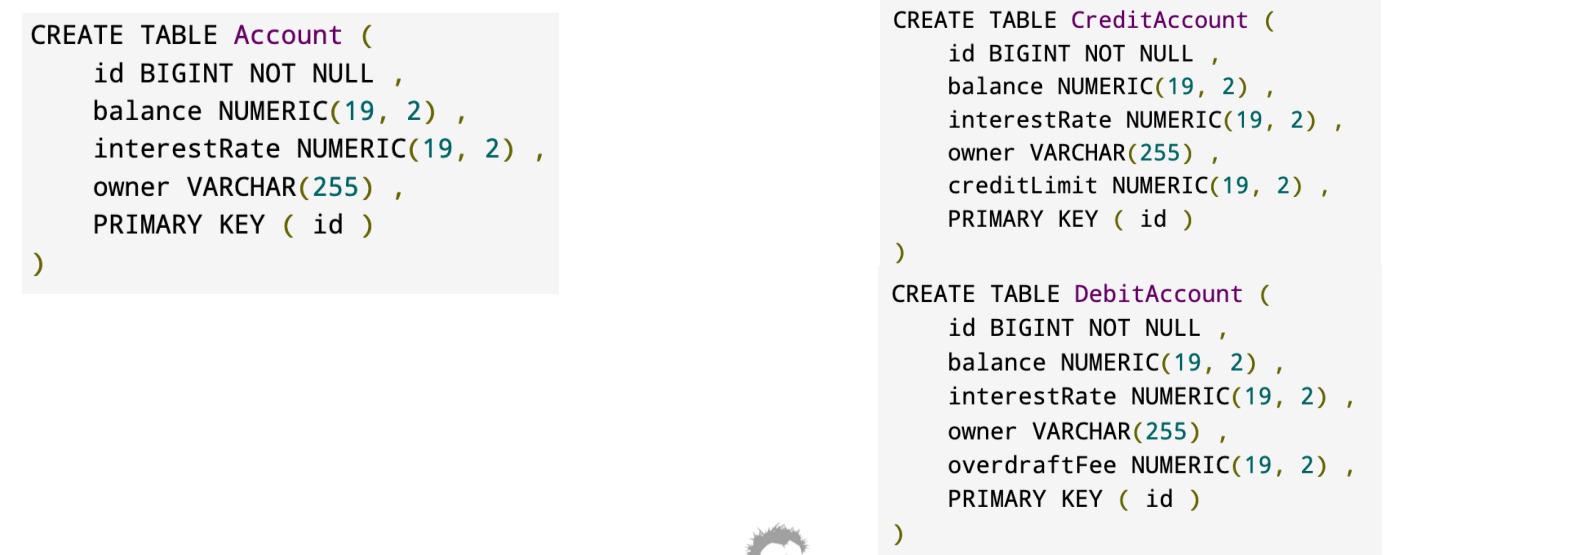 CREATE TABLE Account (
id BIGINT NOT NULL ,
balance NUMERIC(19, 2) ,
interestRate NUMERIC(19, 2) ,
owner VARCHAR(255) ,
PRIMARY KEY ( id )
)
CREATE TABLE CreditAccount (
id BIGINT NOT NULL ,
balance NUMERIC(19, 2) ,
interestRate NUMERIC(19, 2) ,
owner VARCHAR(255) ,
creditLimit NUMERIC(19, 2) ,
PRIMARY KEY ( id )
)
CREATE TABLE DebitAccount (
id BIGINT NOT NULL ,
balance NUMERIC(19, 2) ,
interestRate NUMERIC(19, 2) ,
owner VARCHAR(255) ,
overdraftFee NUMERIC(19, 2) ,
PRIMARY KEY ( id )
)